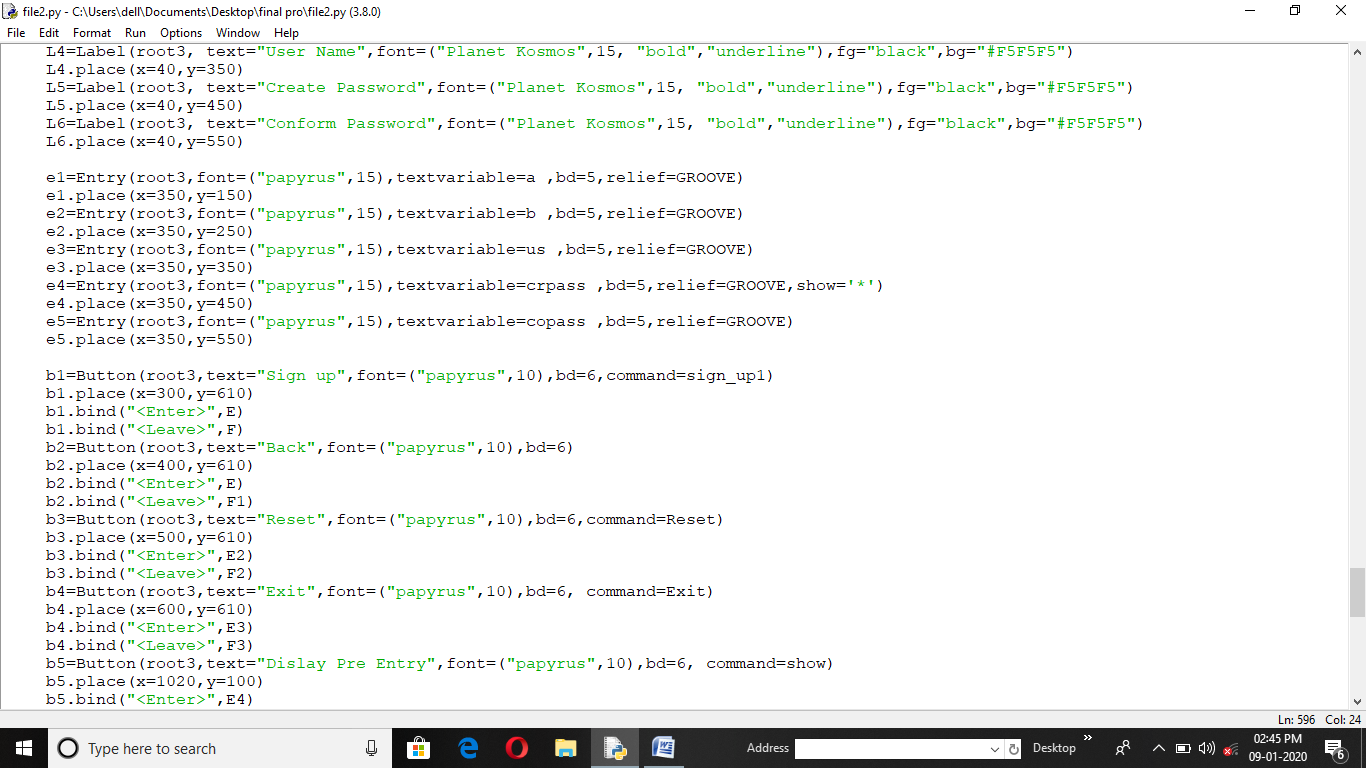 file2.py - C:\Users\dell\Documents\Desktop\final pro\file2.py (3.8.0)
File Edit Format Run Options Window Help
L4=Label(root3, text="User Name",font=("Planet Kosmos",15, "bold","underline"),fg="black",bg="#F5F5F5")
L4.place(x=40,y=350)
L5=Label(root3, text="Create Password",font=("Planet Kosmos",15, "bold","underline"),fg="black",bg="#F5F5F5")
L5.place(x=40,y=450)
L6=Label(root3, text="Conform Password",font=("Planet Kosmos",15, "bold","underline"),fg="black",bg="#F5F5F5")
L6.place(x=40,y=550)
e1=Entry(root3,font=("papyrus",15),textvariable=a ,bd=5,relief=GROOVE)
e1.place(x=350,y=150)
e2=Entry(root3,font=("papyrus",15),textvariable=b ,bd=5,relief=GROOVE)
e2.place(x=350,y=250)
e3=Entry(root3,font=("papyrus",15),textvariable=us ,bd=5,relief=GROOVE)
e3.place(x=350,y=350)
e4=Entry(root3,font=("papyrus",15),textvariable=crpass ,bd=5,relief=GROOVE,show='*')
e4.place(x=350,y=450)
e5=Entry(root3,font=("papyrus",15),textvariable=copass ,bd=5,relief=GROOVE)
e5.place(x=350,y=550)
b1=Button(root3,text="Sign up",font=("papyrus",10),bd=6,command=sign_up1)
b1.place(x=300,y=610)
b1.bind("<Enter>",E)
b1.bind("<Leave>",F)
b2=Button(root3,text="Back",font=("papyrus",10),bd=6)
b2.place(x=400,y=610)
b2.bind("<Enter>",E)
b2.bind("<Leave>",F1)
b3=Button(root3,text="Reset",font=("papyrus",10),bd=6,command=Reset)
b3.place(x=500,y=610)
b3.bind("<Enter>",E2)
b3.bind("<Leave>",F2)
b4=Button(root3,text="Exit",font=("papyrus",10),bd=6, command=Exit)
b4.place(x=600,y=610)
b4.bind("<Enter>",E3)
b4.bind("<Leave>",F3)
b5=Button(root3,text="Dislay Pre Entry",font=("papyrus",10),bd=6, command=show)
b5.place(x=1020,y=100)
b5.bind("<Enter>",E4)
Ln: 596 Col: 24
Type here to search
Address
Desktop
02:45 PM
09-01-2020
6